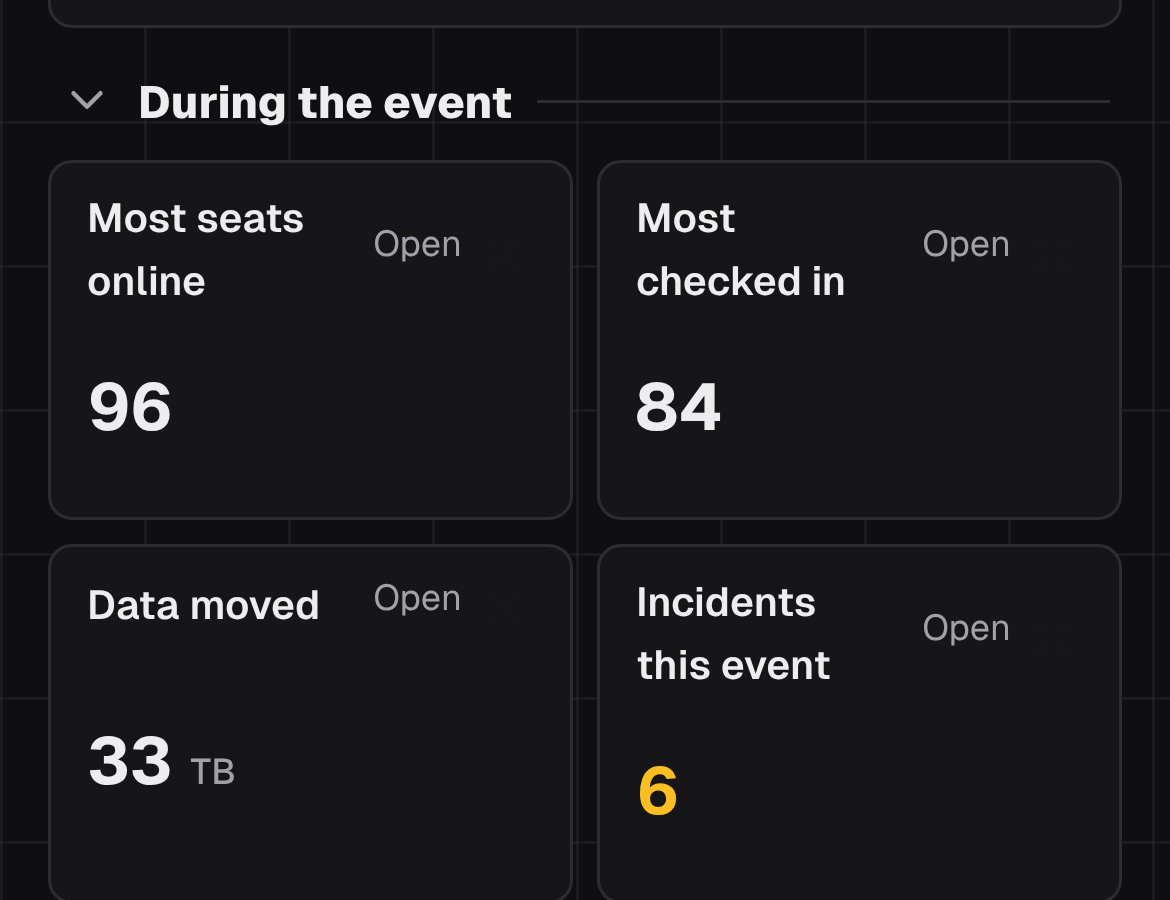 During the event
Most seats
online
Open
96
Most
checked in
Open
84
Data moved
Open
33 TB
Incidents
this event
Open
6